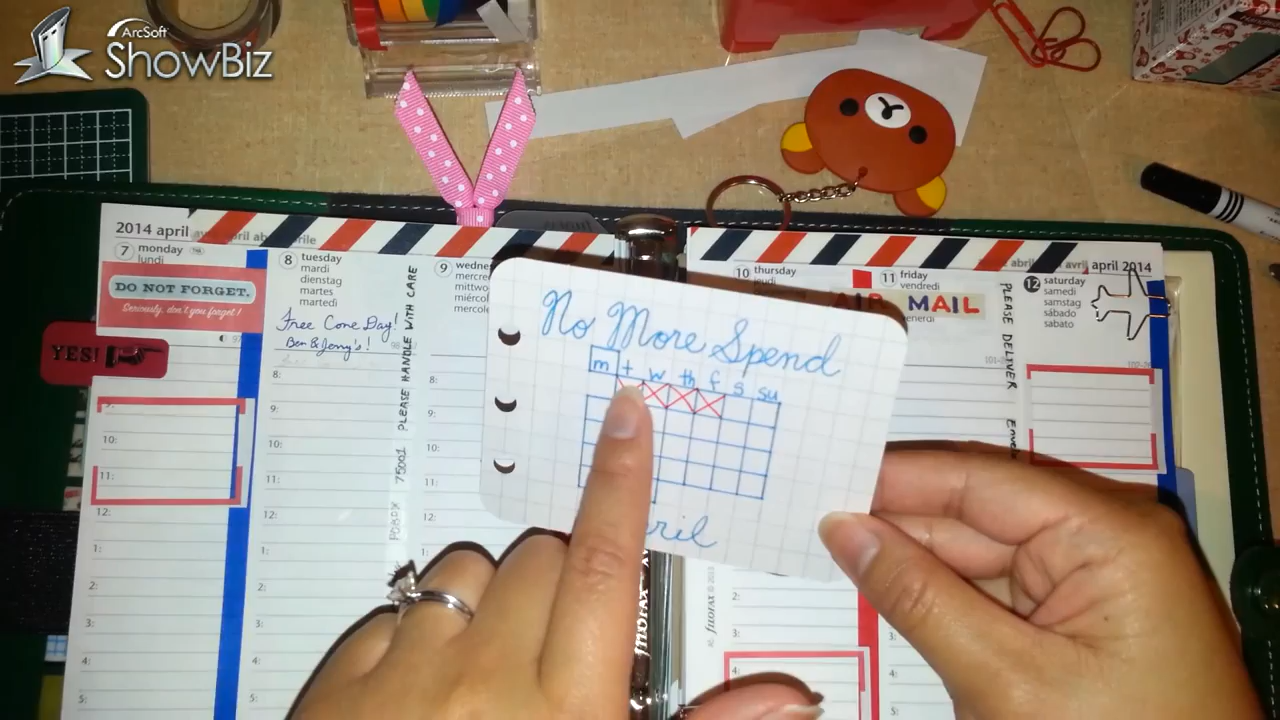 ArcSoft
ShowBiz
2014 april
april 2014
7 monday
lundi
DO NOT FORGET.
Seriously, don't you forget!
YES!
8 tuesday
mardi
dienstag
martes
martedì
Free Cone Day!
Ben & Jerry's!
PLEASE HANDLE WITH CARE
POBOX 75001
9
No More Spend
m t w th f s su
10 thursday
11 friday
vendredi
AIR MAIL
12 saturday
samedi
samstag
sábado
sabato
PLEASE DELIVER
filofax
8:
10:
11:
12:
1:
2:
3:
4:
5:
8:
9:
10:
11:
12:
1:
2:
3:
4:
5:
8:
9:
10:
11:
12:
2:
3:
4: